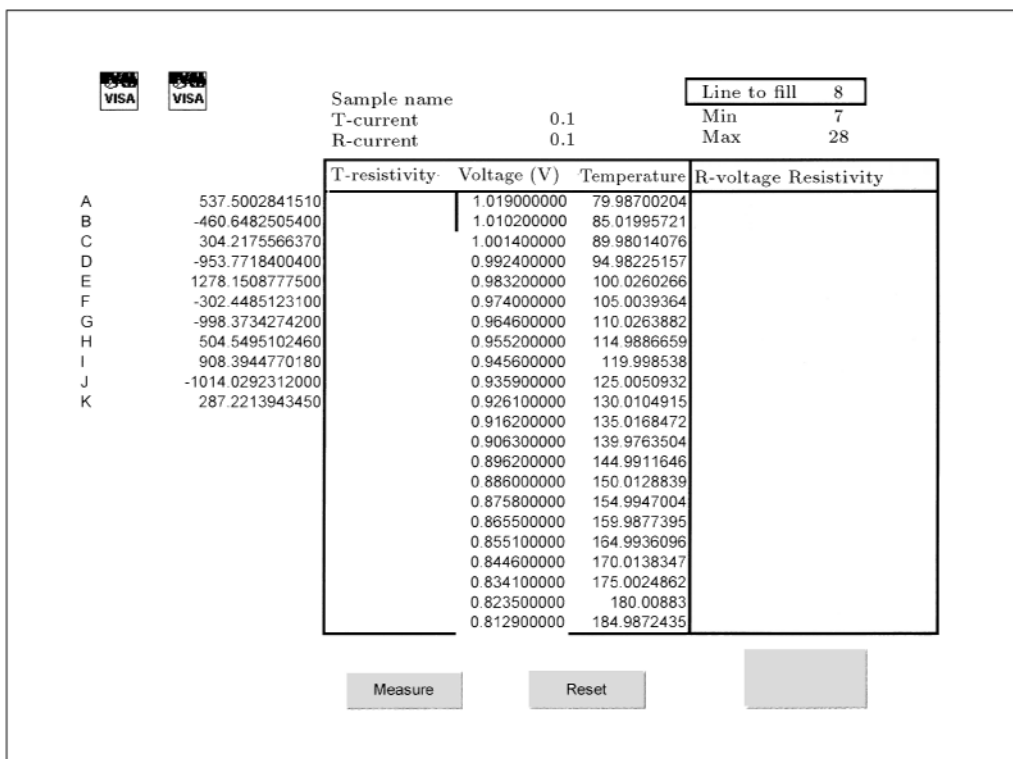 VISA VISA
Sample name
T-current 0.1
R-current 0.1
Line to fill 8
Min 7
Max 28
T-resistivity Voltage (V) Temperature R-voltage Resistivity
A 537.5002841510 1.019000000 79.98700204
B -460.6482505400 1.010200000 85.01995721
C 304.2175566370 1.001400000 89.98014076
D -953.7718400400 0.992400000 94.98225157
E 1278.1508777500 0.983200000 100.0260266
F -302.4485123100 0.974000000 105.0039364
G -998.3734274200 0.964600000 110.0263882
H 504.5495102460 0.955200000 114.9886659
I 908.3944770180 0.945600000 119.998538
J -1014.0292312000 0.935900000 125.0050932
K 287.2213943450 0.926100000 130.0104915
0.916200000 135.0168472
0.906300000 139.9763504
0.896200000 144.9911646
0.886000000 150.0128839
0.875800000 154.9947004
0.865500000 159.9877395
0.855100000 164.9936096
0.844600000 170.0138347
0.834100000 175.0024862
0.823500000 180.00883
0.812900000 184.9872435
Measure Reset